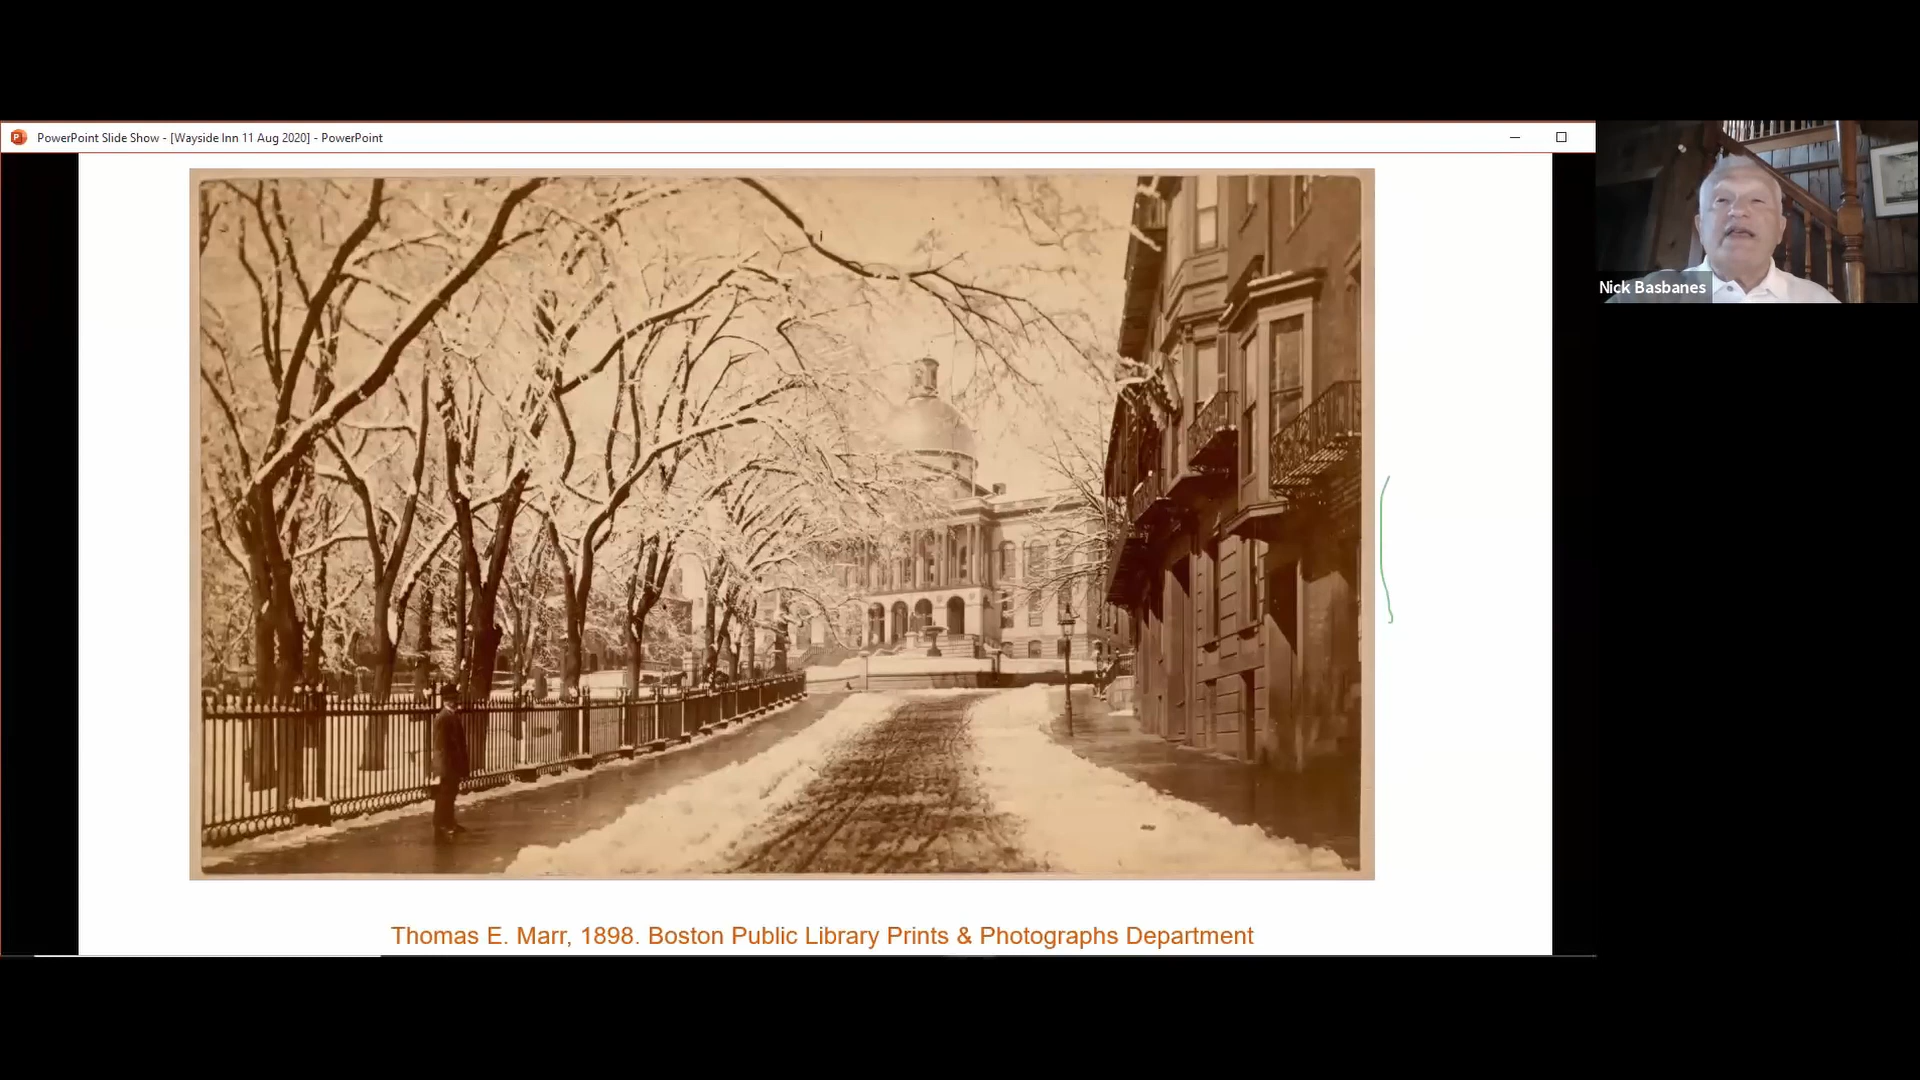 PowerPoint Slide Show - [Wayside Inn 11 Aug 2020] - PowerPoint
Nick Basbanes
Thomas E. Marr, 1898. Boston Public Library Prints & Photographs Department